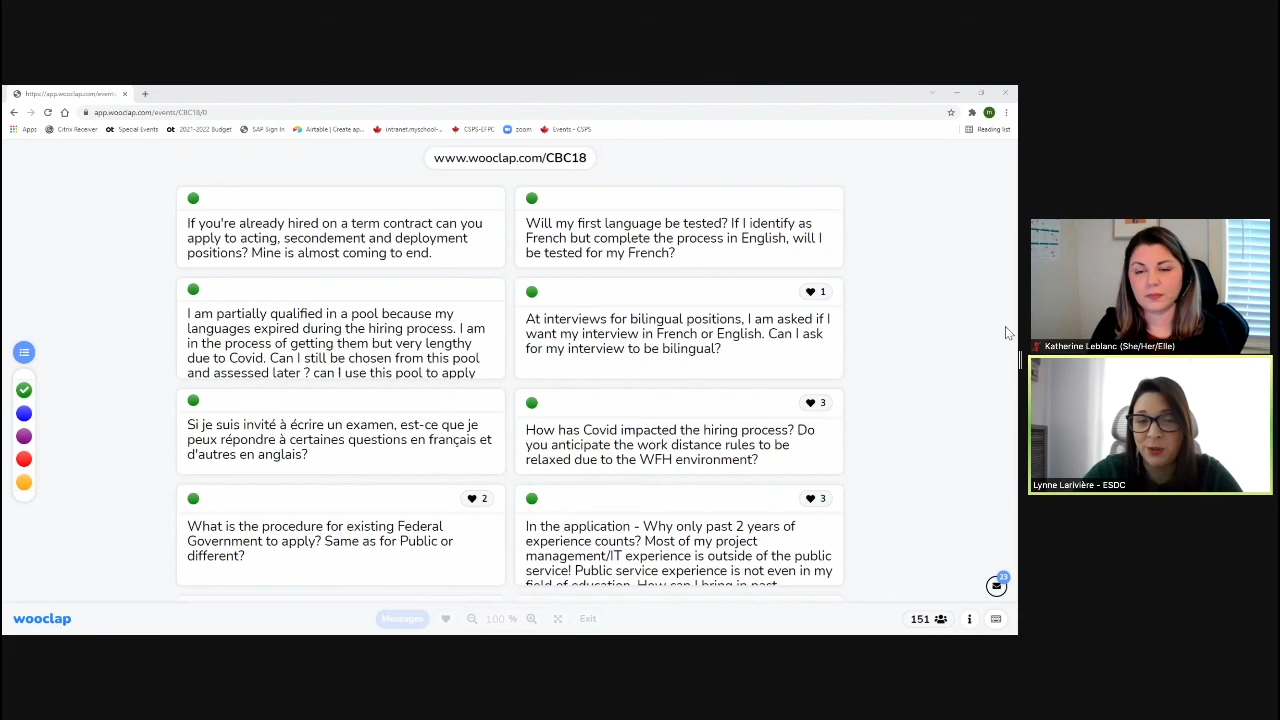 https://app.wooclap.com/events
app.wooclap.com/events/CBC18/0
Apps
Citrix Receiver
Special Events
2021-2022 Budget
SAP Sign In
Airtable | Create ap...
intranet.myschool-...
CSPS-EFPC
zoom
Events - CSPS
Reading list
www.wooclap.com/CBC18
If you're already hired on a term contract can you
apply to acting, secondement and deployment
positions? Mine is almost coming to end.
Will my first language be tested? If I identify as
French but complete the process in English, will I
be tested for my French?
I am partially qualified in a pool because my
languages expired during the hiring process. I am
in the process of getting them but very lengthy
due to Covid. Can I still be chosen from this pool
and assessed later ? can I use this pool to apply
1
At interviews for bilingual positions, I am asked if I
want my interview in French or English. Can I ask
for my interview to be bilingual?
Si je suis invité à écrire un examen, est-ce que je
peux répondre à certaines questions en français et
d'autres en anglais?
3
How has Covid impacted the hiring process? Do
you anticipate the work distance rules to be
relaxed due to the WFH environment?
2
What is the procedure for existing Federal
Government to apply? Same as for Public or
different?
3
In the application - Why only past 2 years of
experience counts? Most of my project
management/IT experience is outside of the public
service! Public service experience is not even in my
field of education. How can I bring in past
23
wooclap
Messages
100 %
Exit
151
Katherine Leblanc (She/Her/Elle)
Lynne Larivière - ESDC